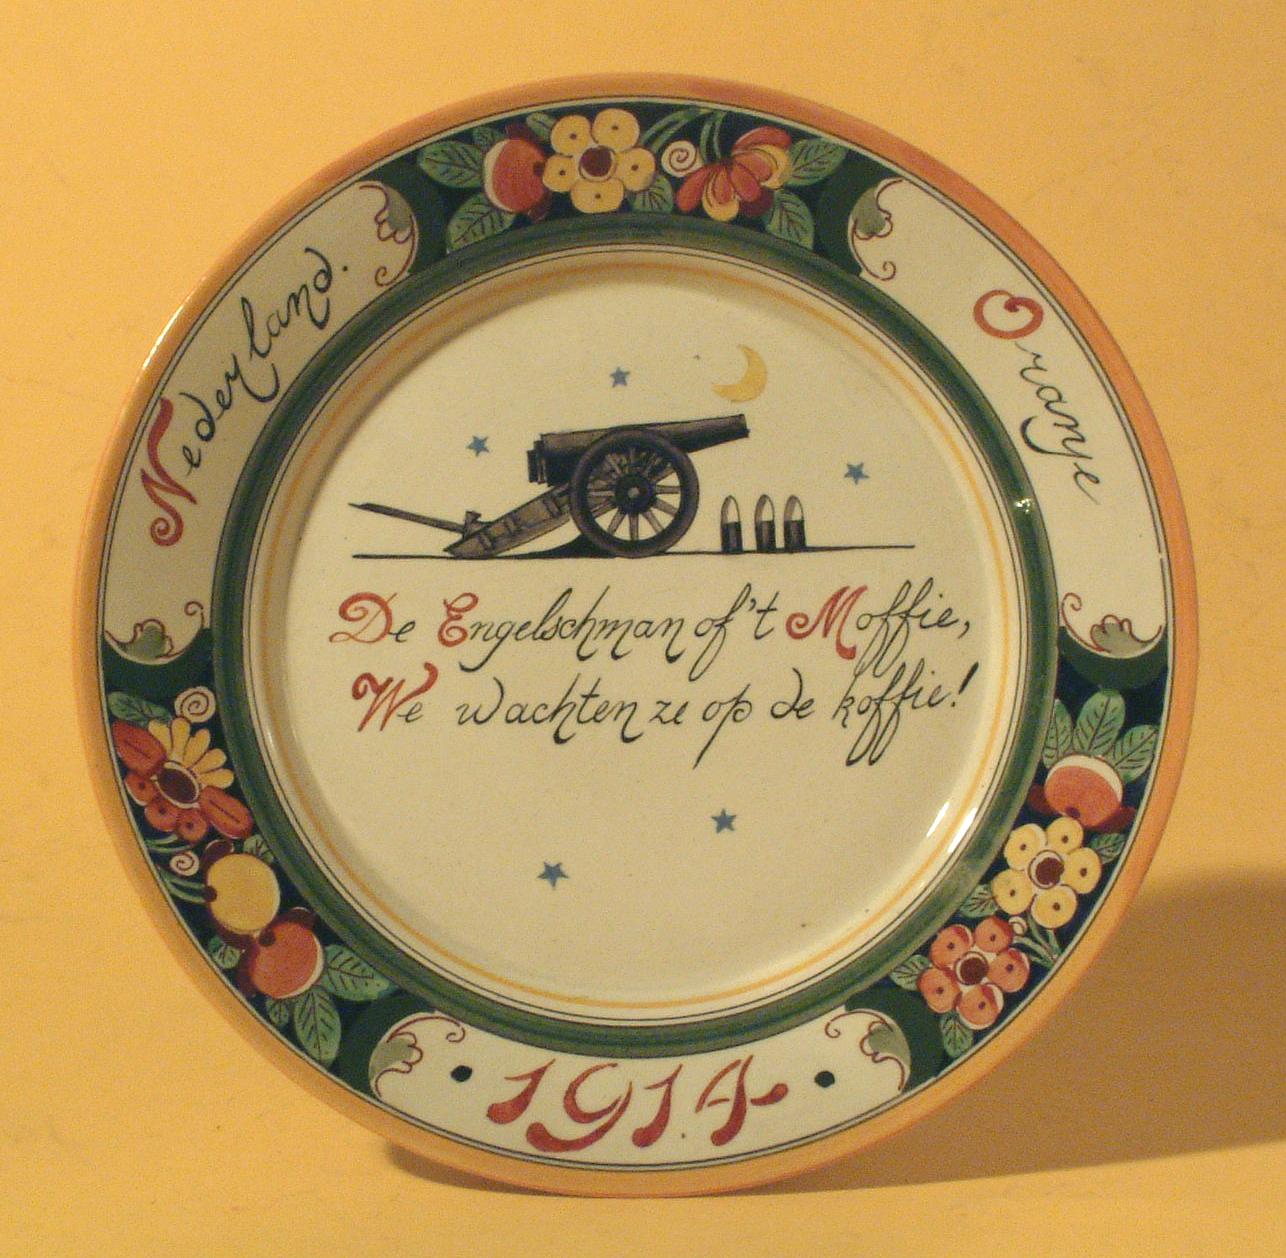 Nederland.
Oranje
De Engelschman of 't Moffie,
We wachten ze op de koffie!
• 1914 •